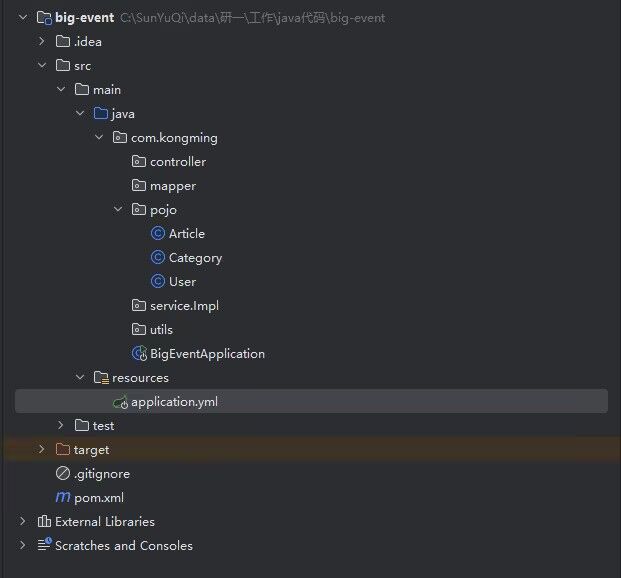 big-event C:\SunYuQi\data\研一\工作\java代码\big-event
.idea
src
main
java
com.kongming
controller
mapper
pojo
Article
Category
User
service.Impl
utils
BigEventApplication
resources
application.yml
test
target
.gitignore
pom.xml
External Libraries
Scratches and Consoles